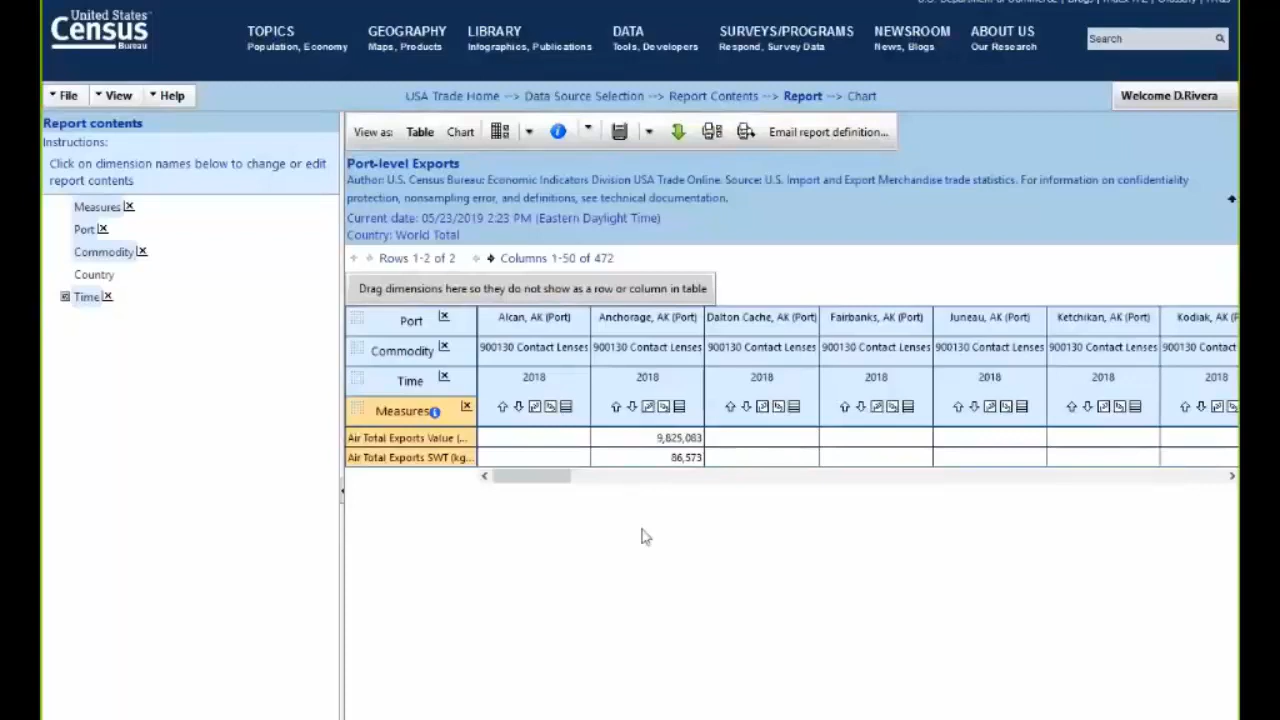 United States
Census
Bureau
TOPICS
Population, Economy
GEOGRAPHY
Maps, Products
LIBRARY
Infographics, Publications
DATA
Tools, Developers
SURVEYS/PROGRAMS
Respond, Survey Data
NEWSROOM
News, Blogs
ABOUT US
Our Research
Search
File View Help
USA Trade Home --> Data Source Selection --> Report Contents --> Report --> Chart
Welcome D.Rivera
Report contents
Instructions:
Click on dimension names below to change or edit
report contents
Measures
Port
Commodity
Country
Time
View as: Table Chart
Email report definition...
Port-level Exports
Author: U.S. Census Bureau: Economic Indicators Division USA Trade Online. Source: U.S. Import and Export Merchandise trade statistics. For information on confidentiality
protection, nonsampling error, and definitions, see technical documentation.
Current date: 05/23/2019 2:23 PM (Eastern Daylight Time)
Country: World Total
Rows 1-2 of 2 Columns 1-50 of 472
Drag dimensions here so they do not show as a row or column in table
Port Alcan, AK (Port) Anchorage, AK (Port) Dalton Cache, AK (Port) Fairbanks, AK (Port) Juneau, AK (Port) Ketchikan, AK (Port) Kodiak, AK (P
Commodity 900130 Contact Lenses 900130 Contact Lenses 900130 Contact Lenses 900130 Contact Lenses 900130 Contact Lenses 900130 Contact Lenses 900130 Contact
Time 2018 2018 2018 2018 2018 2018 2018
Measures
Air Total Exports Value (... 9,825,083
Air Total Exports SWT (kg... 86,573